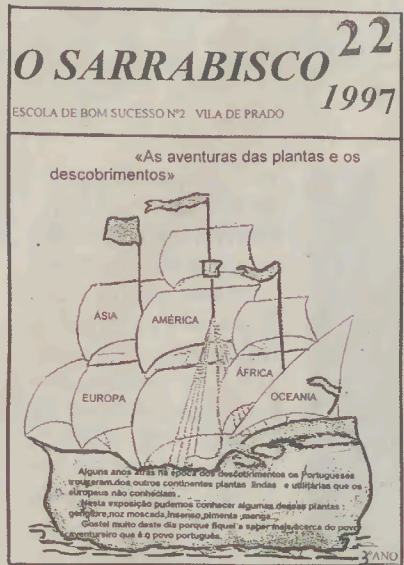 O SARRABISCO 22
1997
ESCOLA DE BOM SUCESSO Nº2 VILA DE PRADO
«As aventuras das plantas e os
descobrimentos»
ÁSIA
AMÉRICA
EUROPA
ÁFRICA
OCEANIA
Alguns anos atrás na época dos descobrimentos os Portugueses
trouxeram dos outros continentes plantas lindas e utilitárias que os
europeus não conheciam.
Nesta exposição pudemos conhecer algumas dessas plantas:
gengibre,noz moscada,insenso,pimenta,manga...
Gostei muito deste dia porque fiquei a saber mais acerca do povo
aventureiro que é o povo português.
3ºANO